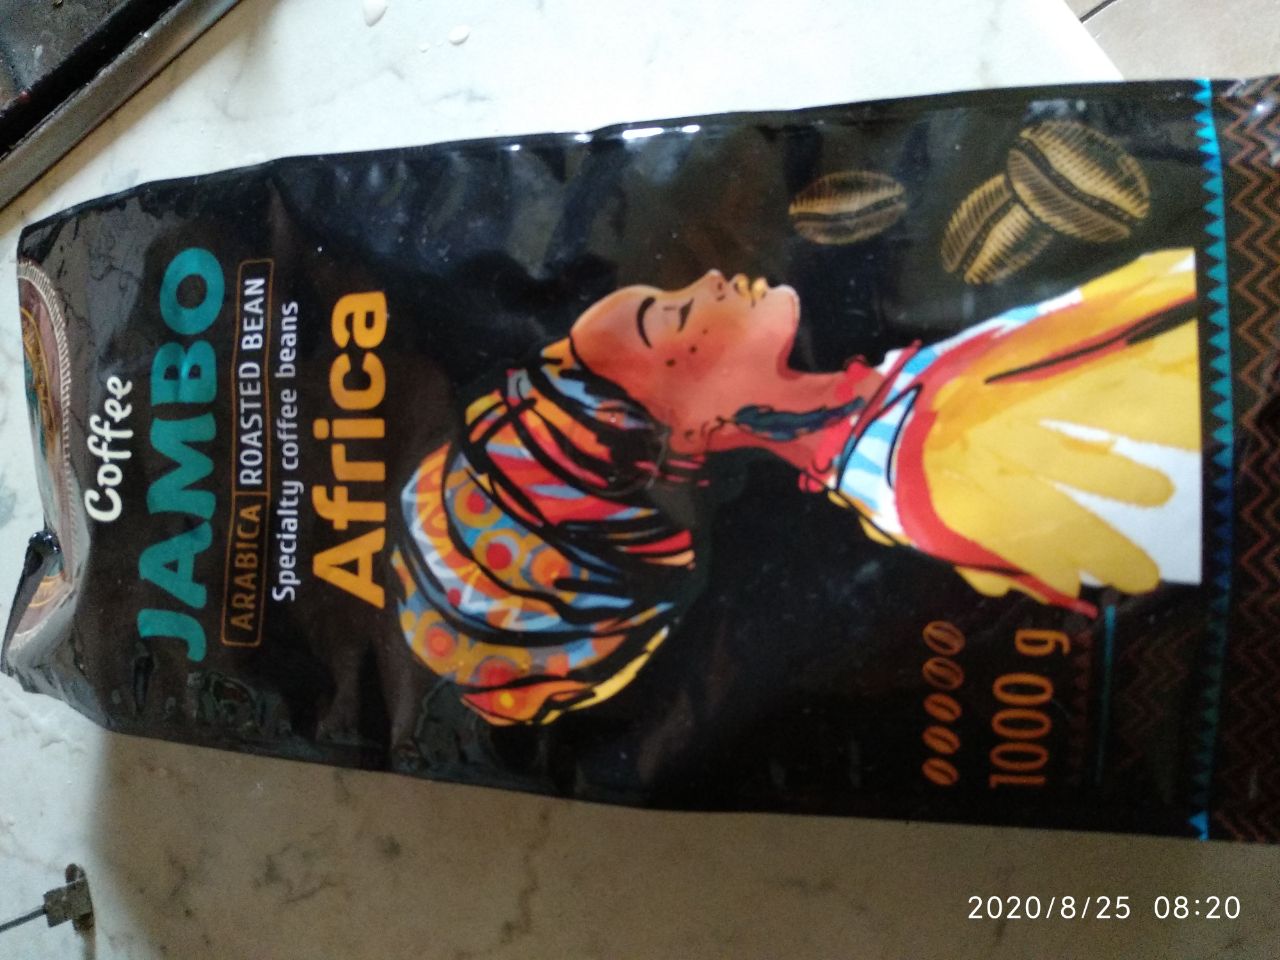 Coffee
JAMBO
ARABICA ROASTED BEAN
Specialty coffee beans
Africa
1000 g
2020/8/25 08:20